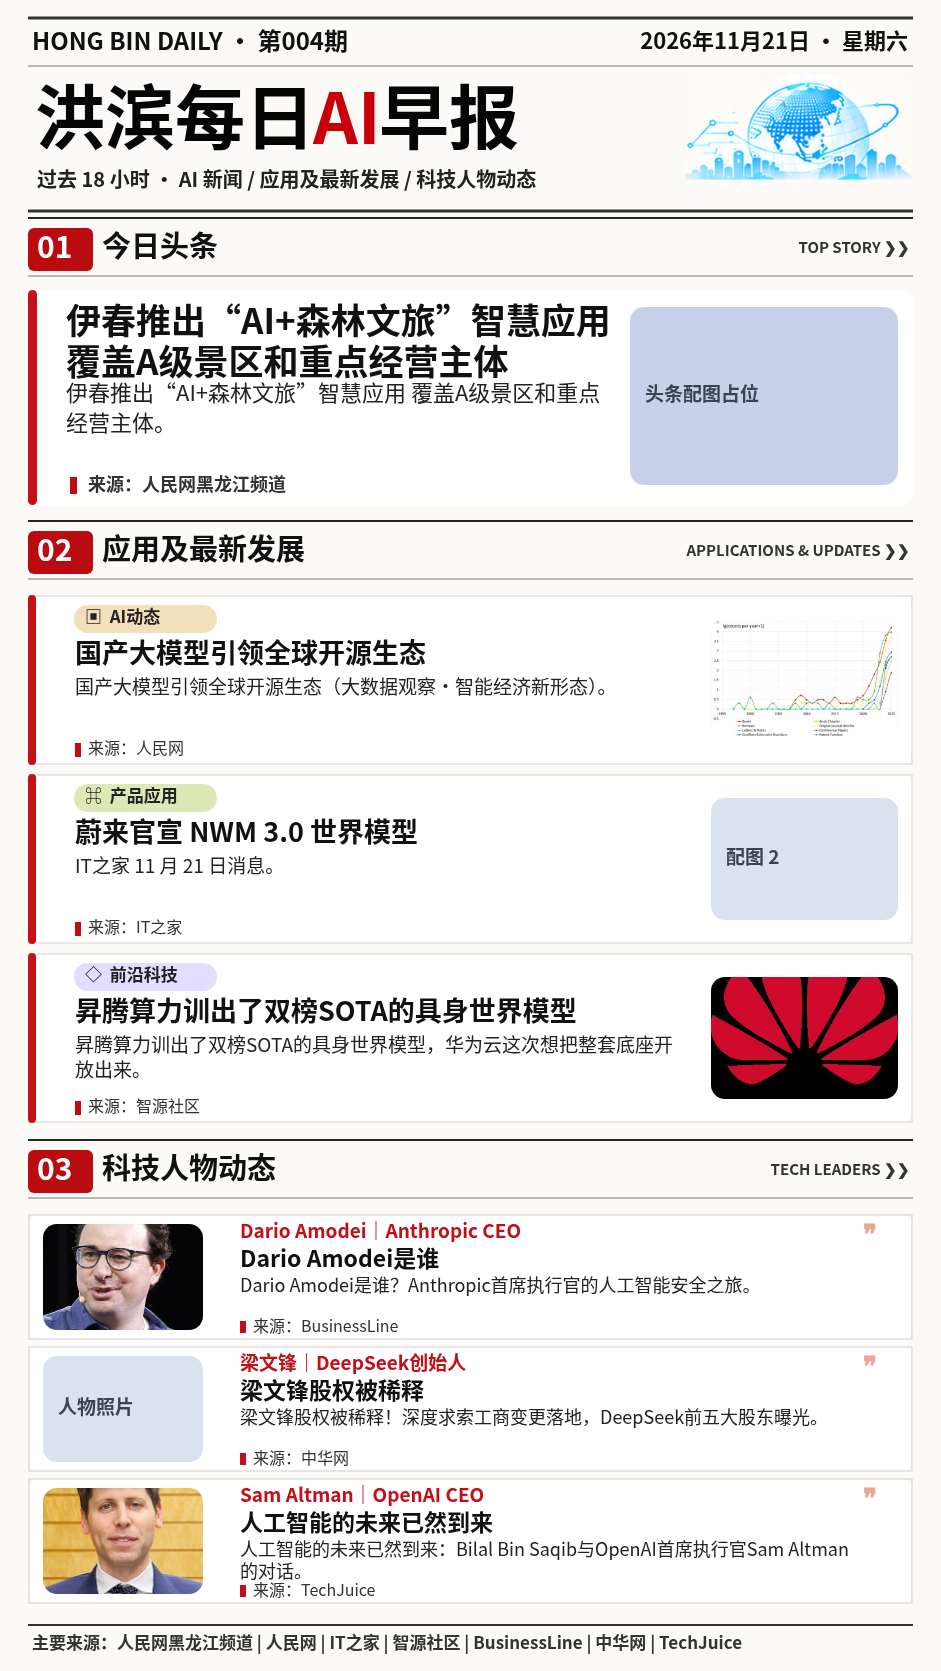 HONG BIN DAILY • 第004期
2026年11月21日 • 星期六
洪滨每日AI早报
过去 18 小时 • AI 新闻 / 应用及最新发展 / 科技人物动态
01 今日头条
TOP STORY ❯❯
伊春推出“AI+森林文旅”智慧应用
覆盖A级景区和重点经营主体
伊春推出“AI+森林文旅”智慧应用 覆盖A级景区和重点
经营主体。
来源：人民网黑龙江频道
头条配图占位
02 应用及最新发展
APPLICATIONS & UPDATES ❯❯
▣ AI动态
国产大模型引领全球开源生态
国产大模型引领全球开源生态（大数据观察・智能经济新形态）。
来源：人民网
⌘ 产品应用
蔚来官宣 NWM 3.0 世界模型
IT之家 11 月 21 日消息。
来源：IT之家
配图 2
◇ 前沿科技
昇腾算力训出了双榜SOTA的具身世界模型
昇腾算力训出了双榜SOTA的具身世界模型，华为云这次想把整套底座开
放出来。
来源：智源社区
03 科技人物动态
TECH LEADERS ❯❯
Dario Amodei｜Anthropic CEO
Dario Amodei是谁
Dario Amodei是谁？Anthropic首席执行官的人工智能安全之旅。
来源：BusinessLine
人物照片
梁文锋｜DeepSeek创始人
梁文锋股权被稀释
梁文锋股权被稀释！深度求索工商变更落地，DeepSeek前五大股东曝光。
来源：中华网
Sam Altman｜OpenAI CEO
人工智能的未来已然到来
人工智能的未来已然到来：Bilal Bin Saqib与OpenAI首席执行官Sam Altman
的对话。
来源：TechJuice
主要来源：人民网黑龙江频道 | 人民网 | IT之家 | 智源社区 | BusinessLine | 中华网 | TechJuice